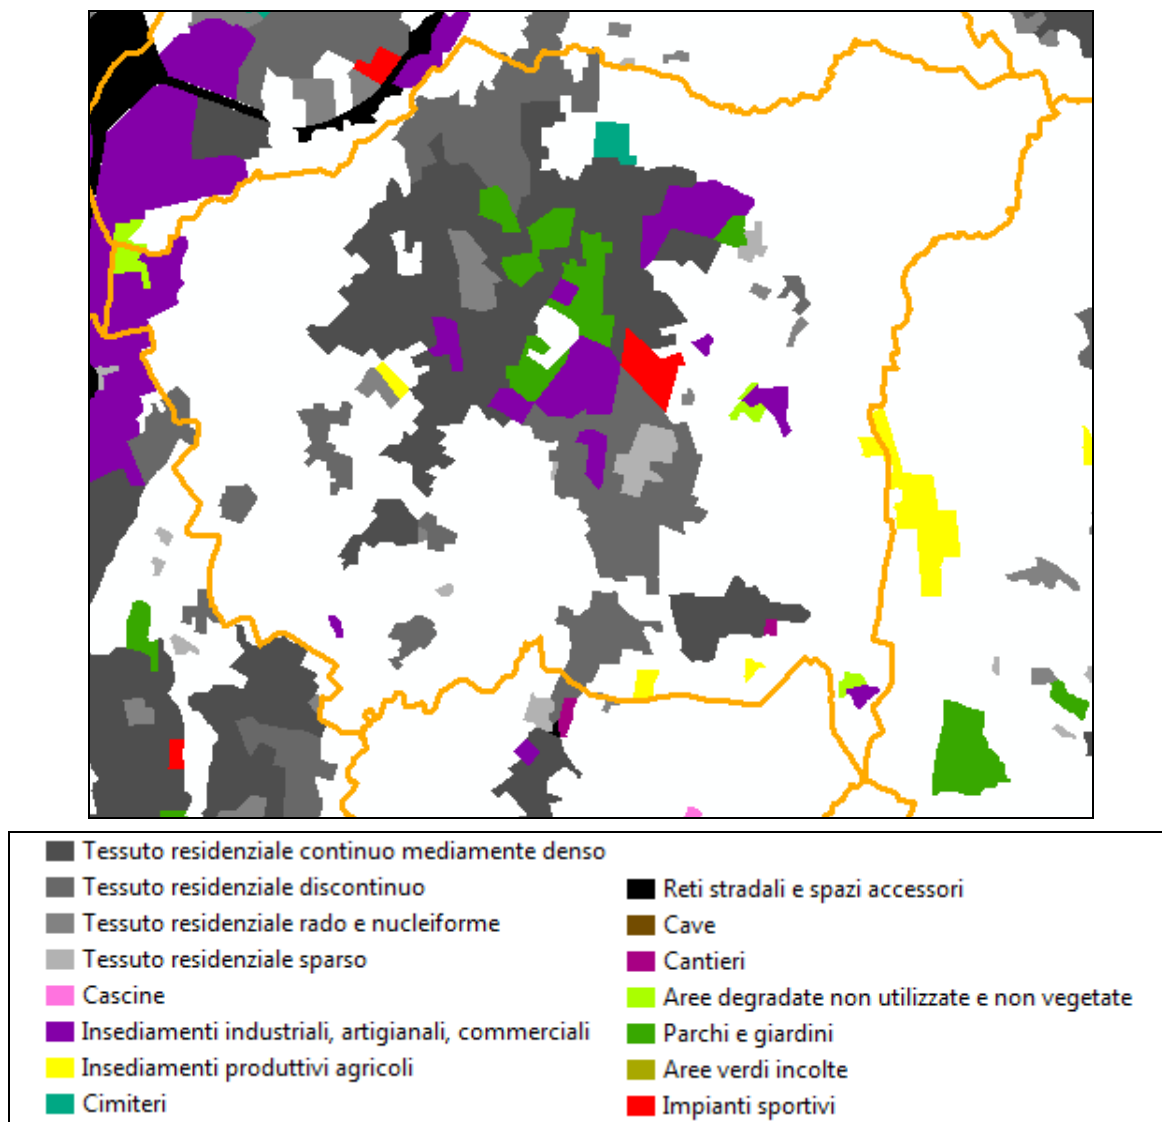 Tessuto residenziale continuo mediamente denso
Tessuto residenziale discontinuo
Tessuto residenziale rado e nucleiforme
Tessuto residenziale sparso
Cascine
Insediamenti industriali, artigianali, commerciali
Insediamenti produttivi agricoli
Cimiteri
Reti stradali e spazi accessori
Cave
Cantieri
Aree degradate non utilizzate e non vegetate
Parchi e giardini
Aree verdi incolte
Impianti sportivi